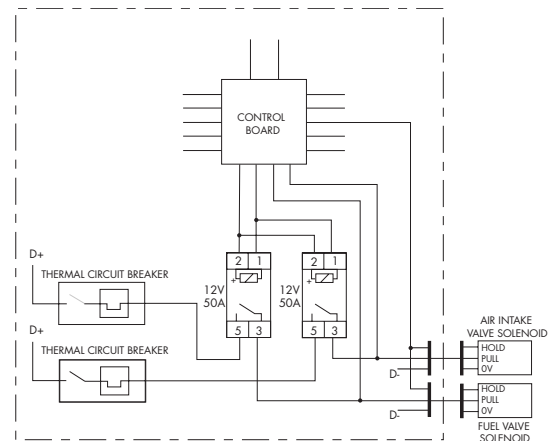 CONTROL
BOARD
2 1
2 1
+
+
12V
50A
12V
50A
5 3
5 3
D+
THERMAL CIRCUIT BREAKER
D+
THERMAL CIRCUIT BREAKER
AIR INTAKE
VALVE SOLENOID
HOLD
PULL
0V
D-
HOLD
PULL
0V
D-
FUEL VALVE
SOLENOID